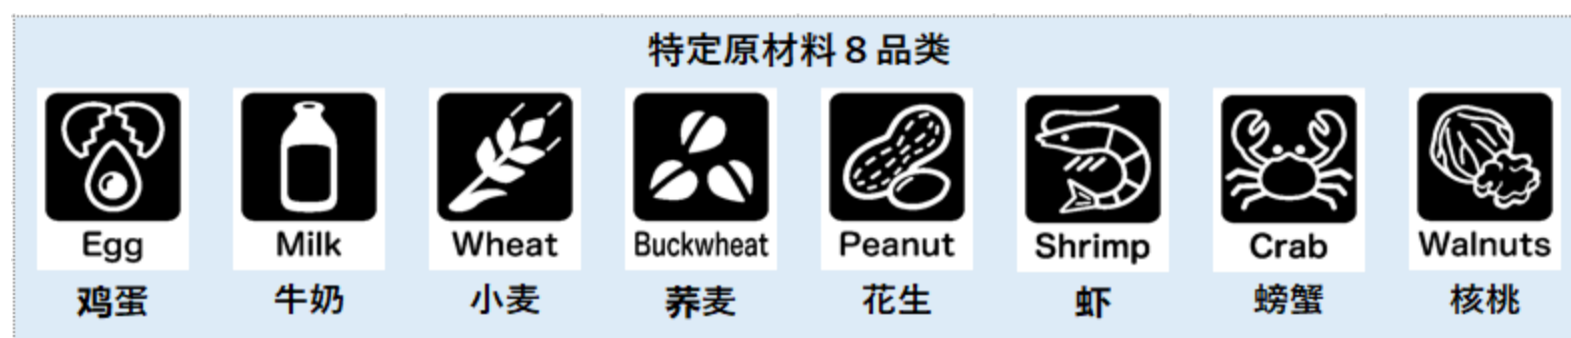 特定原材料８品类
Egg Milk Wheat Buckwheat Peanut Shrimp Crab Walnuts
鸡蛋 牛奶 小麦 荞麦 花生 虾 螃蟹 核桃